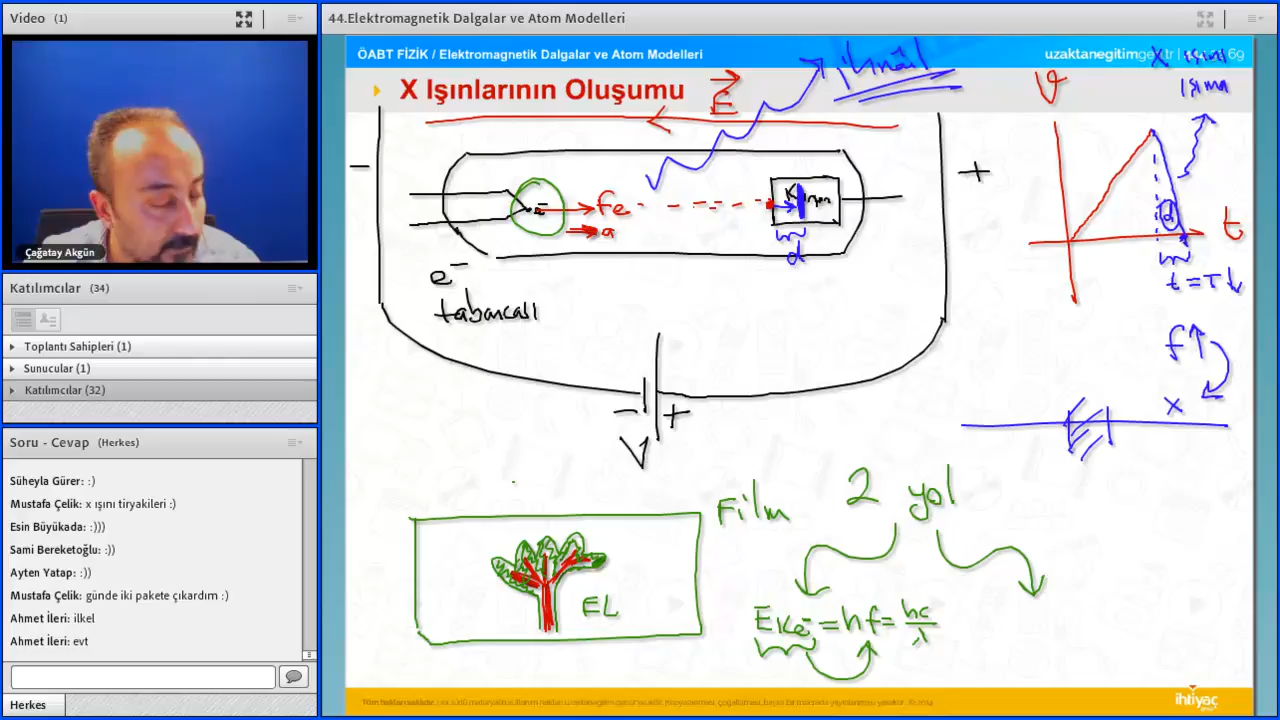 Video (1)
Çağatay Akgün
Katılımcılar (34)
Toplantı Sahipleri (1)
Sunucular (1)
Katılımcılar (32)
Soru - Cevap (Herkes)
Süheyla Gürer: :)
Mustafa Çelik: x ışını tiryakileri :)
Esin Büyükada: :)))
Sami Bereketoğlu: :))
Ayten Yatap: :))
Mustafa Çelik: günde iki pakete çıkardım :)
Ahmet İleri: ilkel
Ahmet İleri: evt
Herkes
44.Elektromagnetik Dalgalar ve Atom Modelleri
ÖABT FİZİK / Elektromagnetik Dalgalar ve Atom Modelleri
uzaktanegitim
69
X Işınlarının Oluşumu
E
X ışını
ışıma
ϑ
- +
e⁻ Fe
a
d
d
t
t = T↓
e⁻
tabancası
f↑
x
- +
V
Film 2 yol
EL
EKe⁻ = hf = hc/λ
ihtiyaç